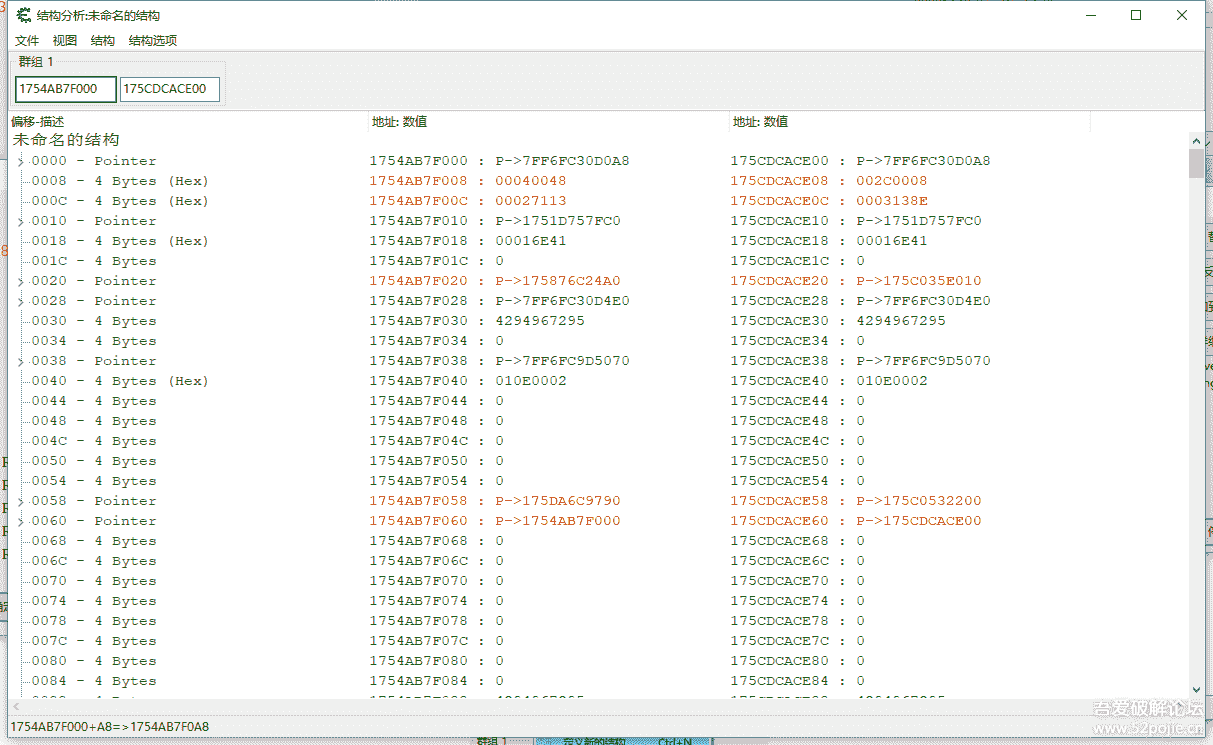 结构分析:未命名的结构
文件 视图 结构 结构选项
群组 1
1754AB7F000 175CDCACE00
偏移-描述 地址: 数值 地址: 数值
未命名的结构
0000 - Pointer 1754AB7F000 : P->7FF6FC30D0A8 175CDCACE00 : P->7FF6FC30D0A8
0008 - 4 Bytes (Hex) 1754AB7F008 : 00040048 175CDCACE08 : 002C0008
000C - 4 Bytes (Hex) 1754AB7F00C : 00027113 175CDCACE0C : 0003138E
0010 - Pointer 1754AB7F010 : P->1751D757FC0 175CDCACE10 : P->1751D757FC0
0018 - 4 Bytes (Hex) 1754AB7F018 : 00016E41 175CDCACE18 : 00016E41
001C - 4 Bytes 1754AB7F01C : 0 175CDCACE1C : 0
0020 - Pointer 1754AB7F020 : P->175876C24A0 175CDCACE20 : P->175C035E010
0028 - Pointer 1754AB7F028 : P->7FF6FC30D4E0 175CDCACE28 : P->7FF6FC30D4E0
0030 - 4 Bytes 1754AB7F030 : 4294967295 175CDCACE30 : 4294967295
0034 - 4 Bytes 1754AB7F034 : 0 175CDCACE34 : 0
0038 - Pointer 1754AB7F038 : P->7FF6FC9D5070 175CDCACE38 : P->7FF6FC9D5070
0040 - 4 Bytes (Hex) 1754AB7F040 : 010E0002 175CDCACE40 : 010E0002
0044 - 4 Bytes 1754AB7F044 : 0 175CDCACE44 : 0
0048 - 4 Bytes 1754AB7F048 : 0 175CDCACE48 : 0
004C - 4 Bytes 1754AB7F04C : 0 175CDCACE4C : 0
0050 - 4 Bytes 1754AB7F050 : 0 175CDCACE50 : 0
0054 - 4 Bytes 1754AB7F054 : 0 175CDCACE54 : 0
0058 - Pointer 1754AB7F058 : P->175DA6C9790 175CDCACE58 : P->175C0532200
0060 - Pointer 1754AB7F060 : P->1754AB7F000 175CDCACE60 : P->175CDCACE00
0068 - 4 Bytes 1754AB7F068 : 0 175CDCACE68 : 0
006C - 4 Bytes 1754AB7F06C : 0 175CDCACE6C : 0
0070 - 4 Bytes 1754AB7F070 : 0 175CDCACE70 : 0
0074 - 4 Bytes 1754AB7F074 : 0 175CDCACE74 : 0
0078 - 4 Bytes 1754AB7F078 : 0 175CDCACE78 : 0
007C - 4 Bytes 1754AB7F07C : 0 175CDCACE7C : 0
0080 - 4 Bytes 1754AB7F080 : 0 175CDCACE80 : 0
0084 - 4 Bytes 1754AB7F084 : 0 175CDCACE84 : 0
吾爱破解论坛
1754AB7F000+A8=>1754AB7F0A8
www.52pojie.cn
群组 1 定义新的结构 Ctrl+N